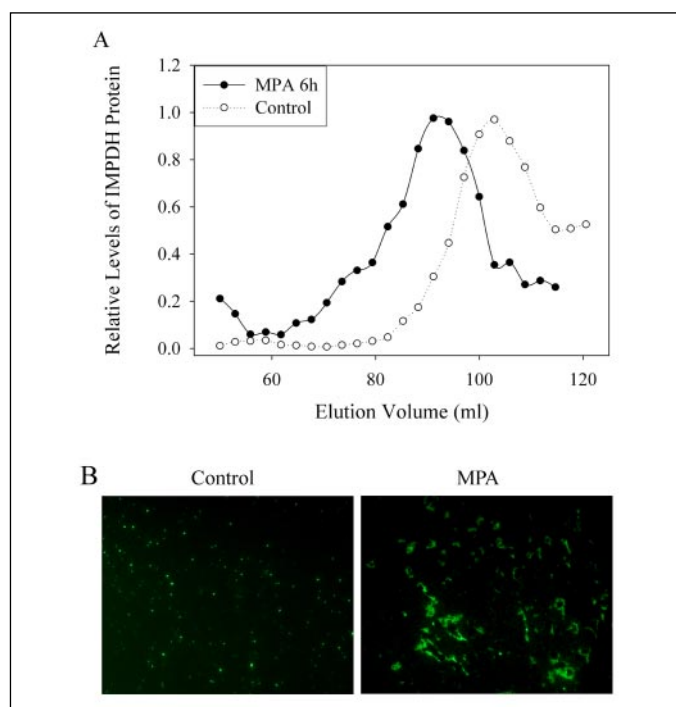 A
Relative Levels of IMPDH Protein
1.2
1.0
0.8
0.6
0.4
0.2
0.0
MPA 6h
Control
60
80
100
120
Elution Volume (ml)
B
Control
MPA